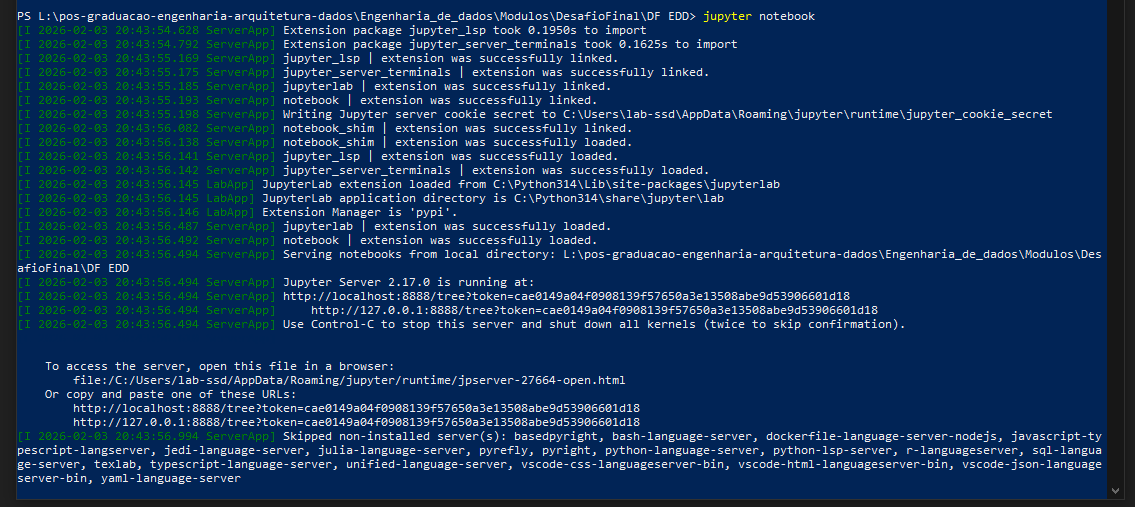 PS L:\pos-graduacao-engenharia-arquitetura-dados\Engenharia_de_dados\Modulos\DesafioFinal\DF EDD> jupyter notebook
[I 2026-02-03 20:43:54.628 ServerApp] Extension package jupyter_lsp took 0.1950s to import
[I 2026-02-03 20:43:54.792 ServerApp] Extension package jupyter_server_terminals took 0.1625s to import
[I 2026-02-03 20:43:55.169 ServerApp] jupyter_lsp | extension was successfully linked.
[I 2026-02-03 20:43:55.175 ServerApp] jupyter_server_terminals | extension was successfully linked.
[I 2026-02-03 20:43:55.185 ServerApp] jupyterlab | extension was successfully linked.
[I 2026-02-03 20:43:55.193 ServerApp] notebook | extension was successfully linked.
[I 2026-02-03 20:43:55.198 ServerApp] Writing Jupyter server cookie secret to C:\Users\lab-ssd\AppData\Roaming\jupyter\runtime\jupyter_cookie_secret
[I 2026-02-03 20:43:56.082 ServerApp] notebook_shim | extension was successfully linked.
[I 2026-02-03 20:43:56.138 ServerApp] notebook_shim | extension was successfully loaded.
[I 2026-02-03 20:43:56.141 ServerApp] jupyter_lsp | extension was successfully loaded.
[I 2026-02-03 20:43:56.142 ServerApp] jupyter_server_terminals | extension was successfully loaded.
[I 2026-02-03 20:43:56.145 LabApp] JupyterLab extension loaded from C:\Python314\Lib\site-packages\jupyterlab
[I 2026-02-03 20:43:56.145 LabApp] JupyterLab application directory is C:\Python314\share\jupyter\lab
[I 2026-02-03 20:43:56.146 LabApp] Extension Manager is 'pypi'.
[I 2026-02-03 20:43:56.487 ServerApp] jupyterlab | extension was successfully loaded.
[I 2026-02-03 20:43:56.492 ServerApp] notebook | extension was successfully loaded.
[I 2026-02-03 20:43:56.494 ServerApp] Serving notebooks from local directory: L:\pos-graduacao-engenharia-arquitetura-dados\Engenharia_de_dados\Modulos\Des
afioFinal\DF EDD
[I 2026-02-03 20:43:56.494 ServerApp] Jupyter Server 2.17.0 is running at:
[I 2026-02-03 20:43:56.494 ServerApp] http://localhost:8888/tree?token=cae0149a04f0908139f57650a3e13508abe9d53906601d18
[I 2026-02-03 20:43:56.494 ServerApp]     http://127.0.0.1:8888/tree?token=cae0149a04f0908139f57650a3e13508abe9d53906601d18
[I 2026-02-03 20:43:56.494 ServerApp] Use Control-C to stop this server and shut down all kernels (twice to skip confirmation).
To access the server, open this file in a browser:
file:/C:/Users/lab-ssd/AppData/Roaming/jupyter/runtime/jpserver-27664-open.html
Or copy and paste one of these URLs:
http://localhost:8888/tree?token=cae0149a04f0908139f57650a3e13508abe9d53906601d18
http://127.0.0.1:8888/tree?token=cae0149a04f0908139f57650a3e13508abe9d53906601d18
[I 2026-02-03 20:43:56.994 ServerApp] Skipped non-installed server(s): basedpyright, bash-language-server, dockerfile-language-server-nodejs, javascript-ty
pescript-langserver, jedi-language-server, julia-language-server, pyrefly, pyright, python-language-server, python-lsp-server, r-languageserver, sql-langua
ge-server, texlab, typescript-language-server, unified-language-server, vscode-css-languageserver-bin, vscode-html-languageserver-bin, vscode-json-language
server-bin, yaml-language-server